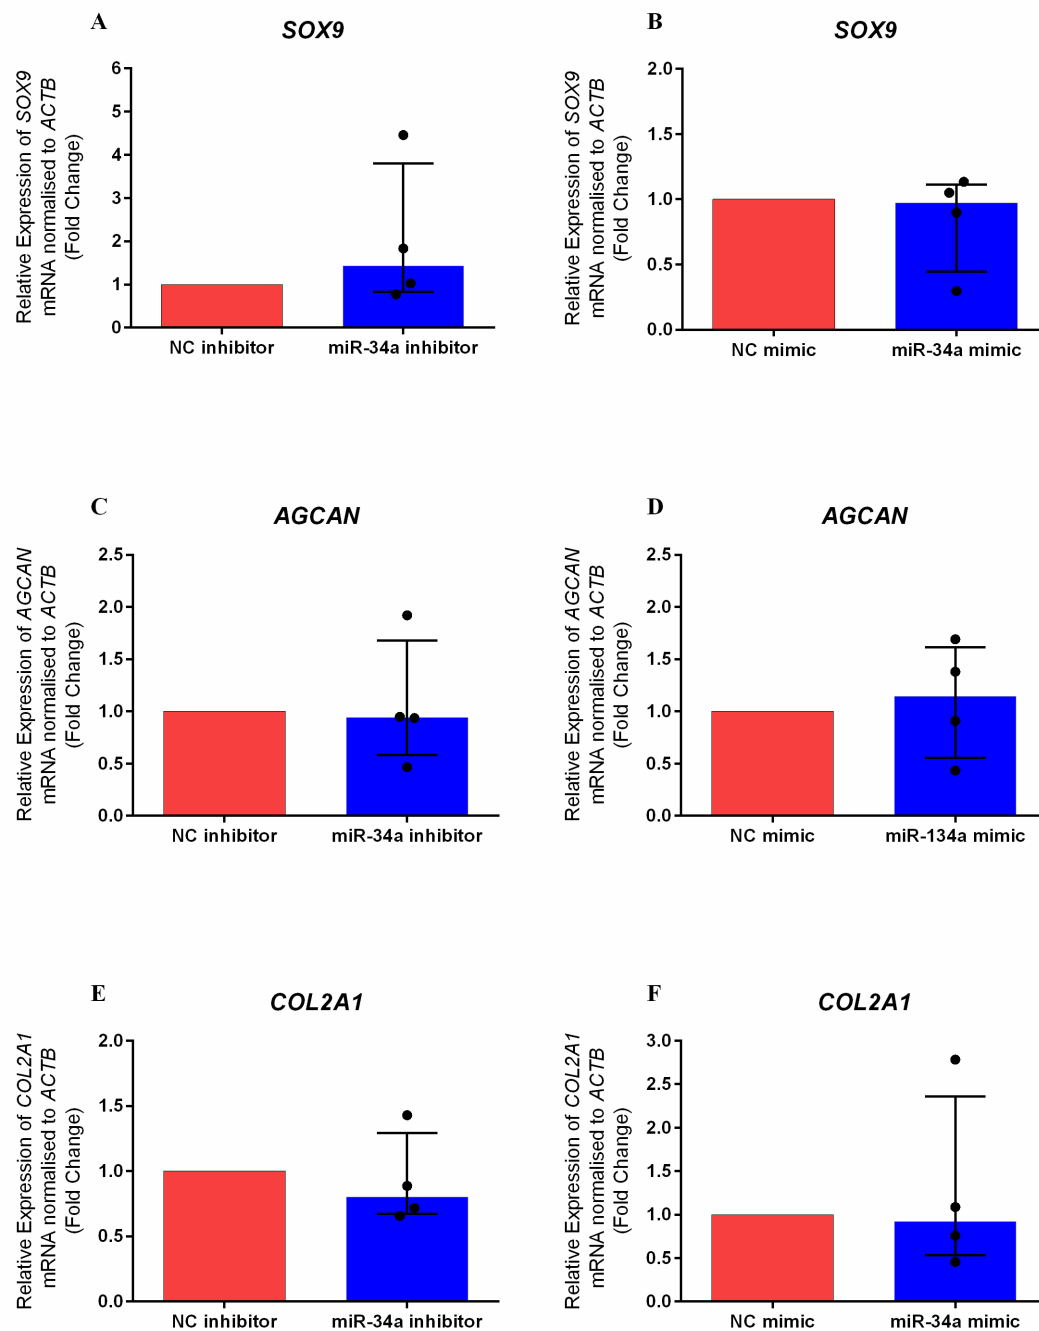 A
SOX9
Relative Expression of SOX9
mRNA normalised to ACTB
(Fold Change)
6
5
4
3
2
1
0
NC inhibitor
miR-34a inhibitor
B
SOX9
Relative Expression of SOX9
mRNA normalised to ACTB
(Fold Change)
2.0
1.5
1.0
0.5
0.0
NC mimic
miR-34a mimic
C
AGCAN
Relative Expression of AGCAN
mRNA normalised to ACTB
(Fold Change)
2.5
2.0
1.5
1.0
0.5
0.0
NC inhibitor
miR-34a inhibitor
D
AGCAN
Relative Expression of AGCAN
mRNA normalised to ACTB
(Fold Change)
2.5
2.0
1.5
1.0
0.5
0.0
NC mimic
miR-134a mimic
E
COL2A1
Relative Expression of COL2A1
mRNA normalised to ACTB
(Fold Change)
2.0
1.5
1.0
0.5
0.0
NC inhibitor
miR-34a inhibitor
F
COL2A1
Relative Expression of COL2A1
mRNA normalised to ACTB
(Fold Change)
3.0
2.5
2.0
1.5
1.0
0.5
0.0
NC mimic
miR-34a mimic